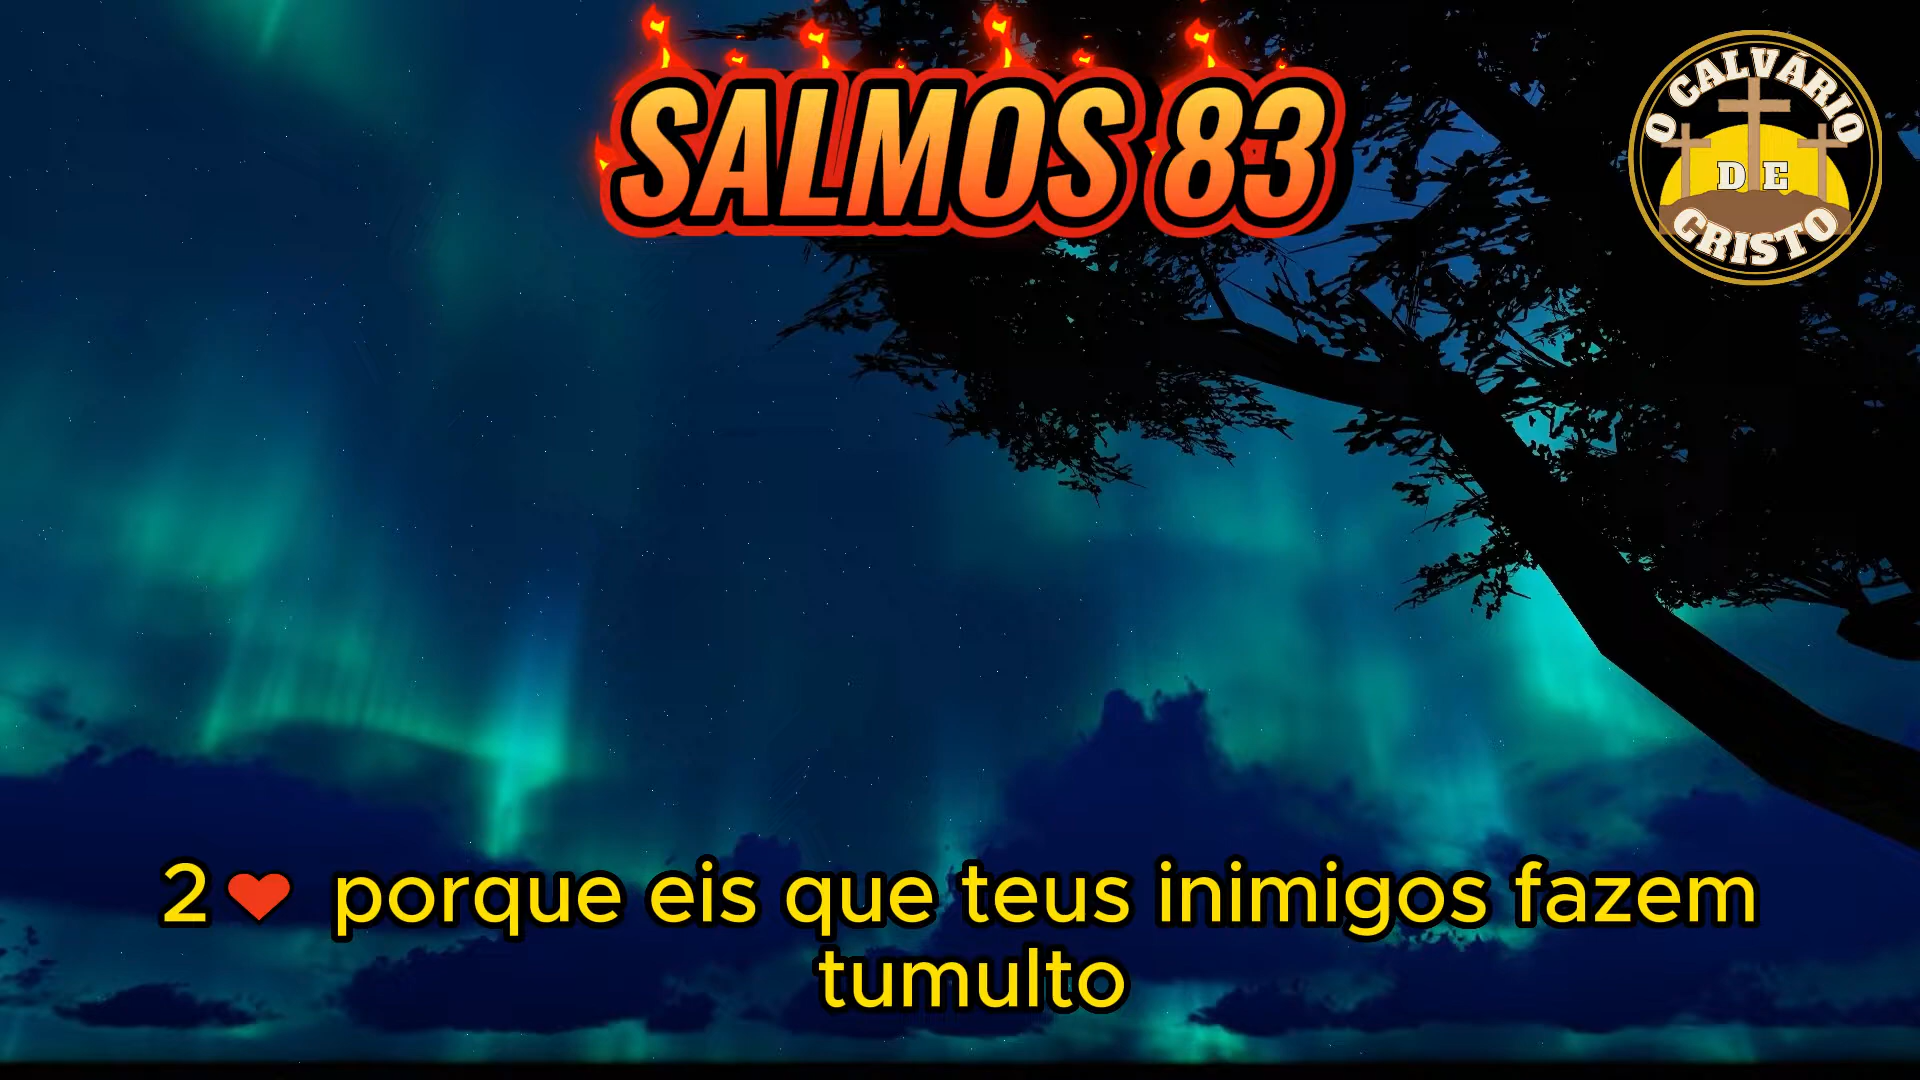 SALMOS 83
O CALVÁRIO
DE
CRISTO
2❤ porque eis que teus inimigos fazem
tumulto